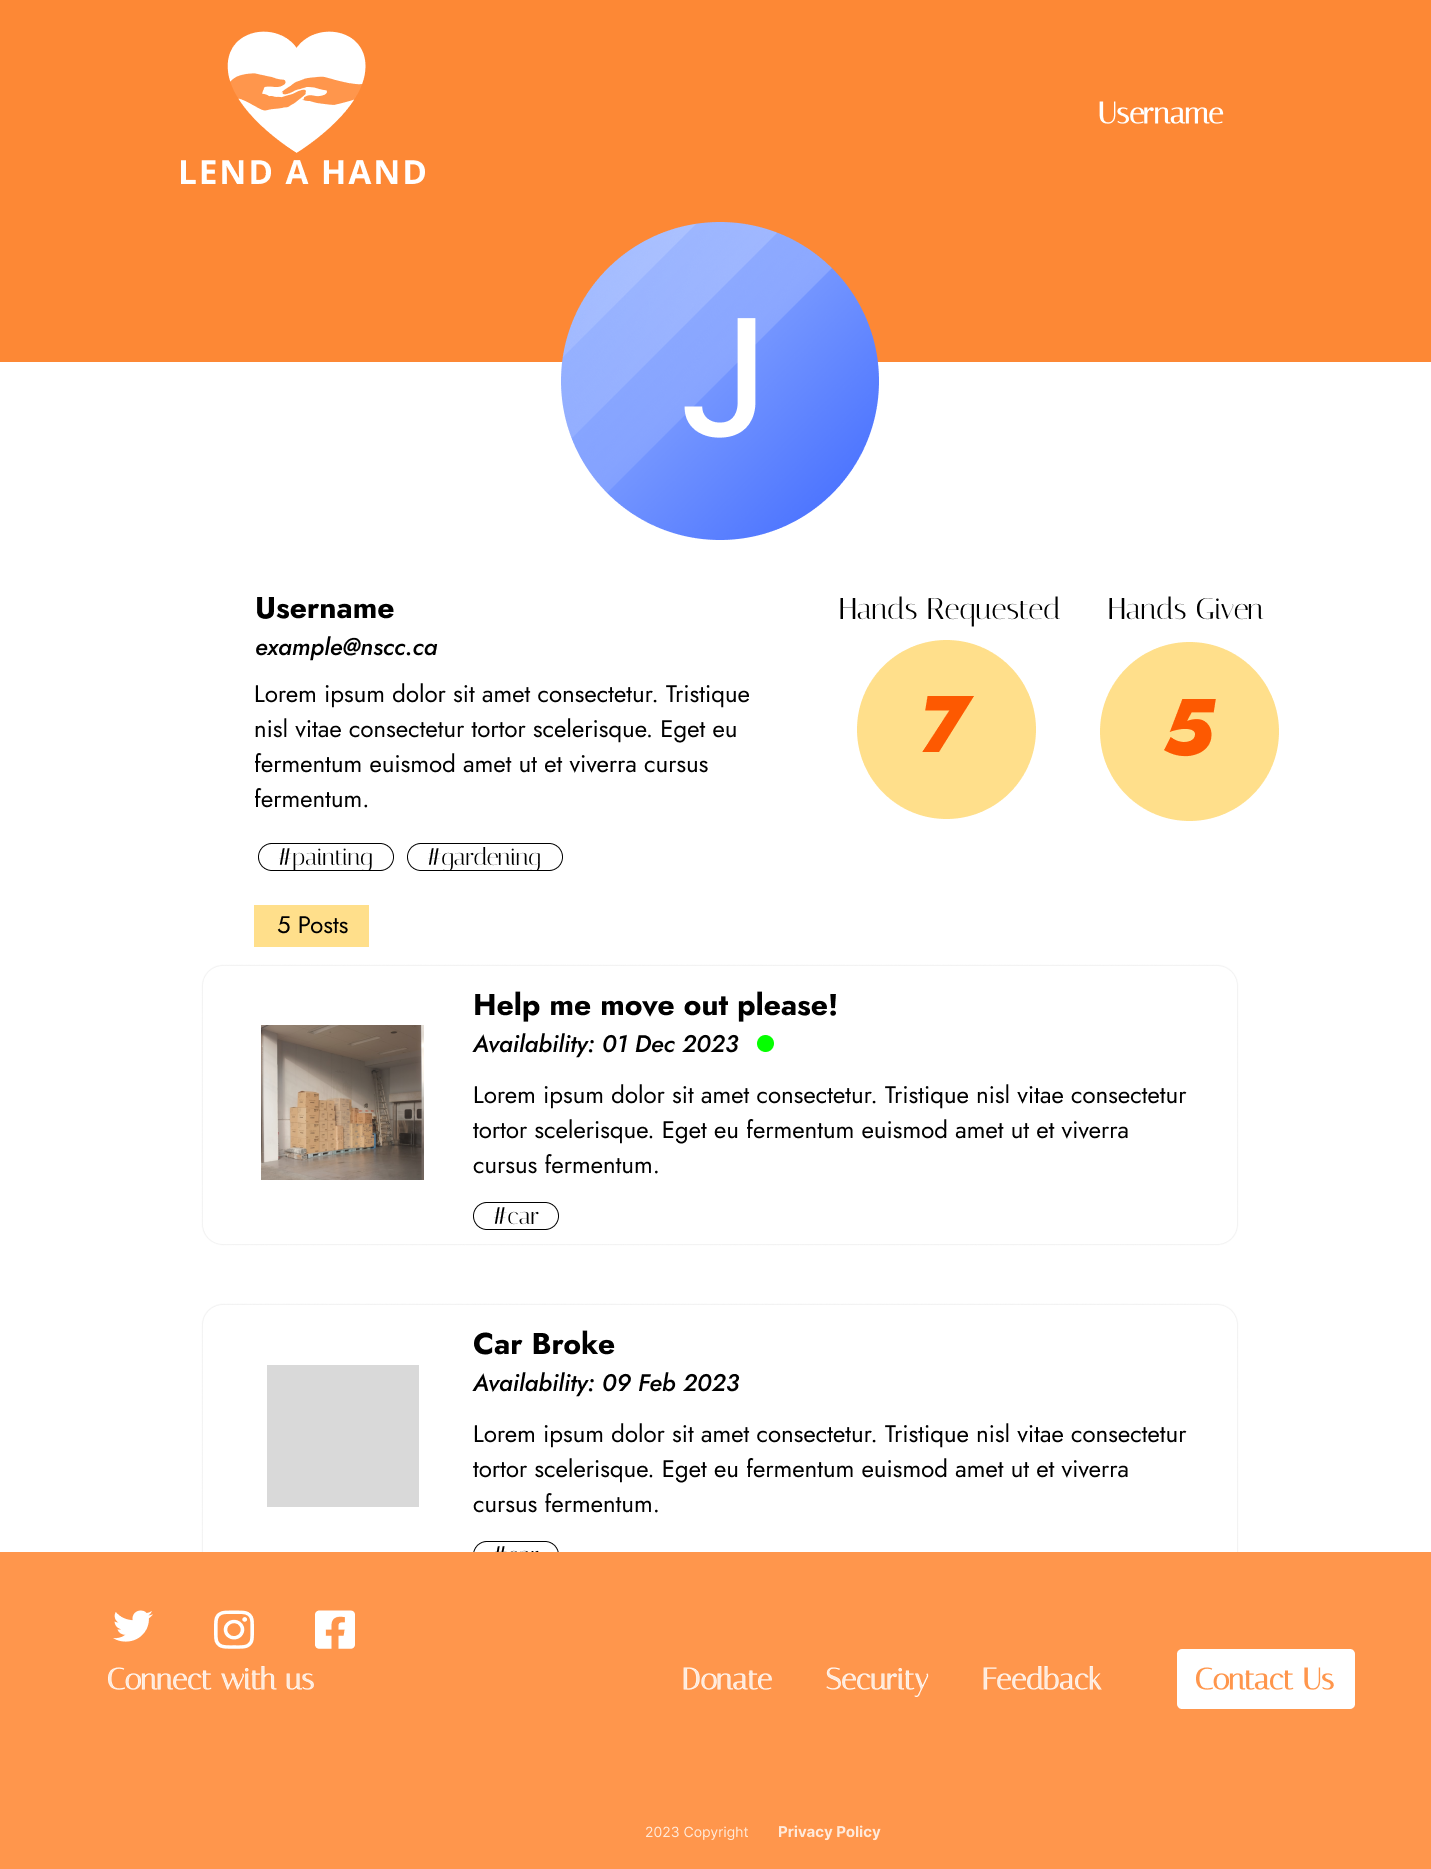 LEND A HAND
Username
J
Username
example@nscc.ca
Lorem ipsum dolor sit amet consectetur. Tristique
nisl vitae consectetur tortor scelerisque. Eget eu
fermentum euismod amet ut et viverra cursus
fermentum.
#painting #gardening
Hands Requested Hands Given
7 5
5 Posts
Help me move out please!
Availability: 01 Dec 2023
Lorem ipsum dolor sit amet consectetur. Tristique nisl vitae consectetur
tortor scelerisque. Eget eu fermentum euismod amet ut et viverra
cursus fermentum.
#car
Car Broke
Availability: 09 Feb 2023
Lorem ipsum dolor sit amet consectetur. Tristique nisl vitae consectetur
tortor scelerisque. Eget eu fermentum euismod amet ut et viverra
cursus fermentum.
Connect with us
Donate Security Feedback Contact Us
2023 Copyright Privacy Policy